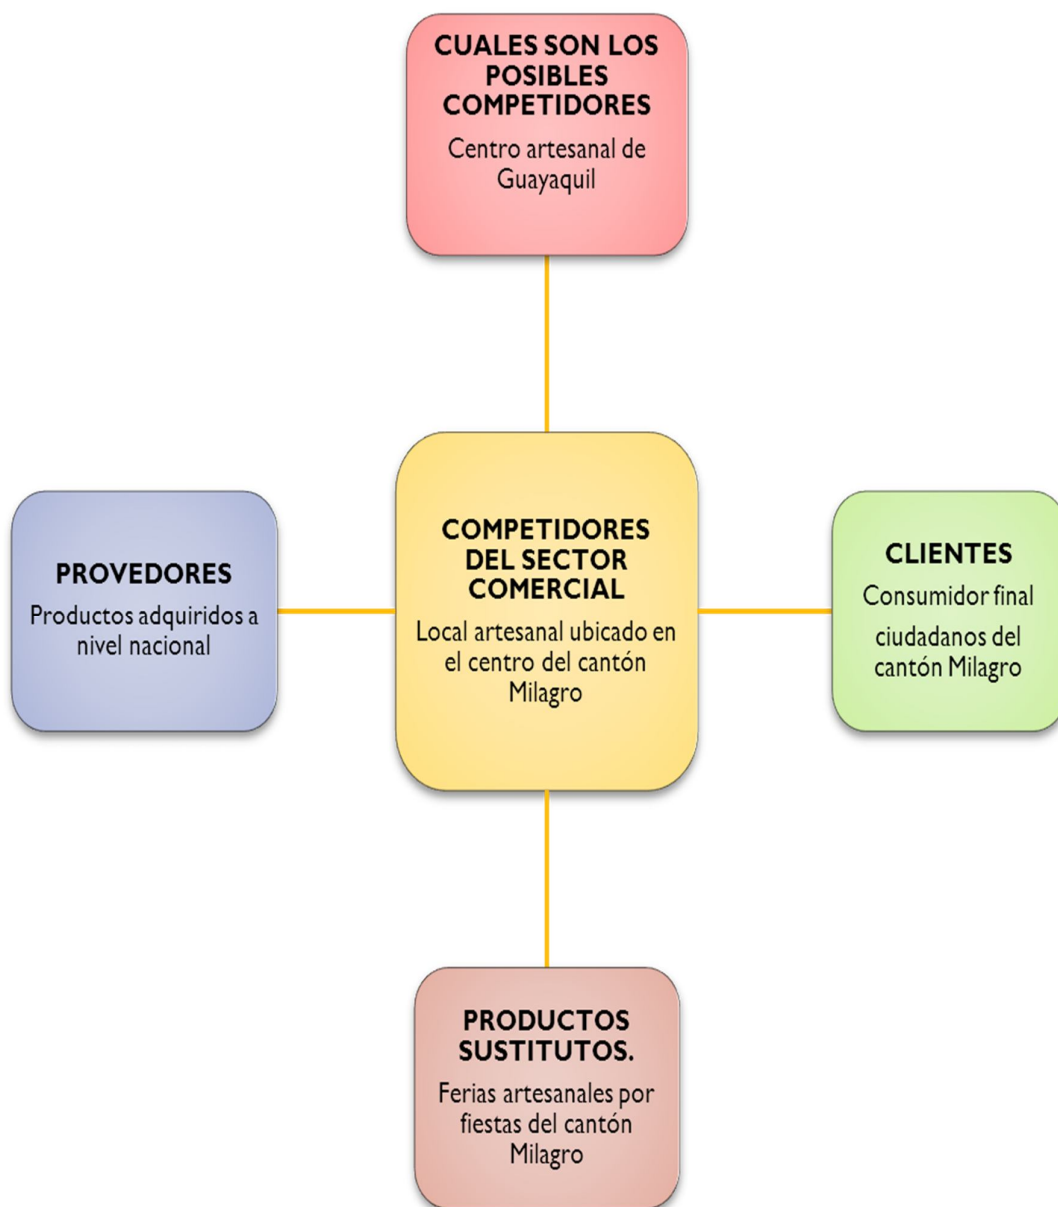 CUALES SON LOS
POSIBLES
COMPETIDORES
Centro artesanal de
Guayaquil
PROVEDORES
Productos adquiridos a
nivel nacional
COMPETIDORES
DEL SECTOR
COMERCIAL
Local artesanal ubicado en
el centro del cantón
Milagro
CLIENTES
Consumidor final
ciudadanos del
cantón Milagro
PRODUCTOS
SUSTITUTOS.
Ferias artesanales por
fiestas del cantón
Milagro